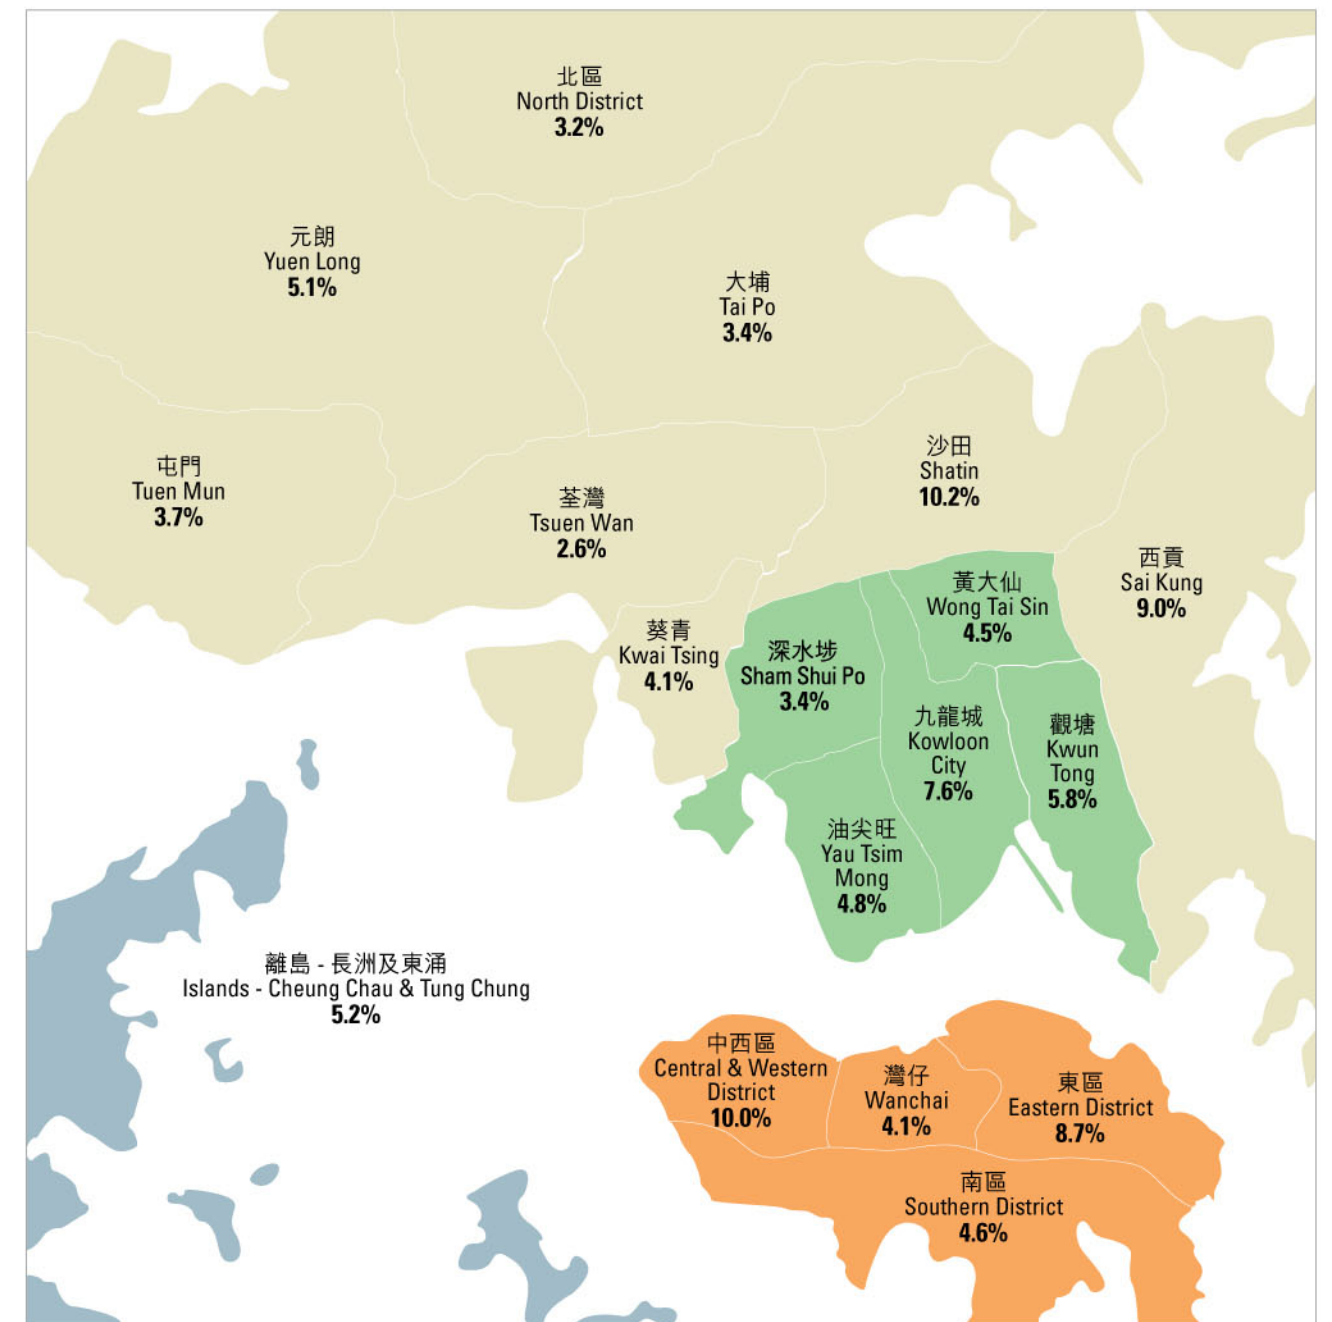 北區
North District
3.2%
元朗
Yuen Long
5.1%
大埔
Tai Po
3.4%
沙田
Shatin
10.2%
屯門
Tuen Mun
3.7%
荃灣
Tsuen Wan
2.6%
西貢
Sai Kung
9.0%
黃大仙
Wong Tai Sin
4.5%
葵青
Kwai Tsing
4.1%
深水埗
Sham Shui Po
3.4%
九龍城
Kowloon
City
7.6%
觀塘
Kwun
Tong
5.8%
油尖旺
Yau Tsim
Mong
4.8%
離島 - 長洲及東涌
Islands - Cheung Chau & Tung Chung
5.2%
中西區
Central & Western
District
10.0%
灣仔
Wanchai
4.1%
東區
Eastern District
8.7%
南區
Southern District
4.6%